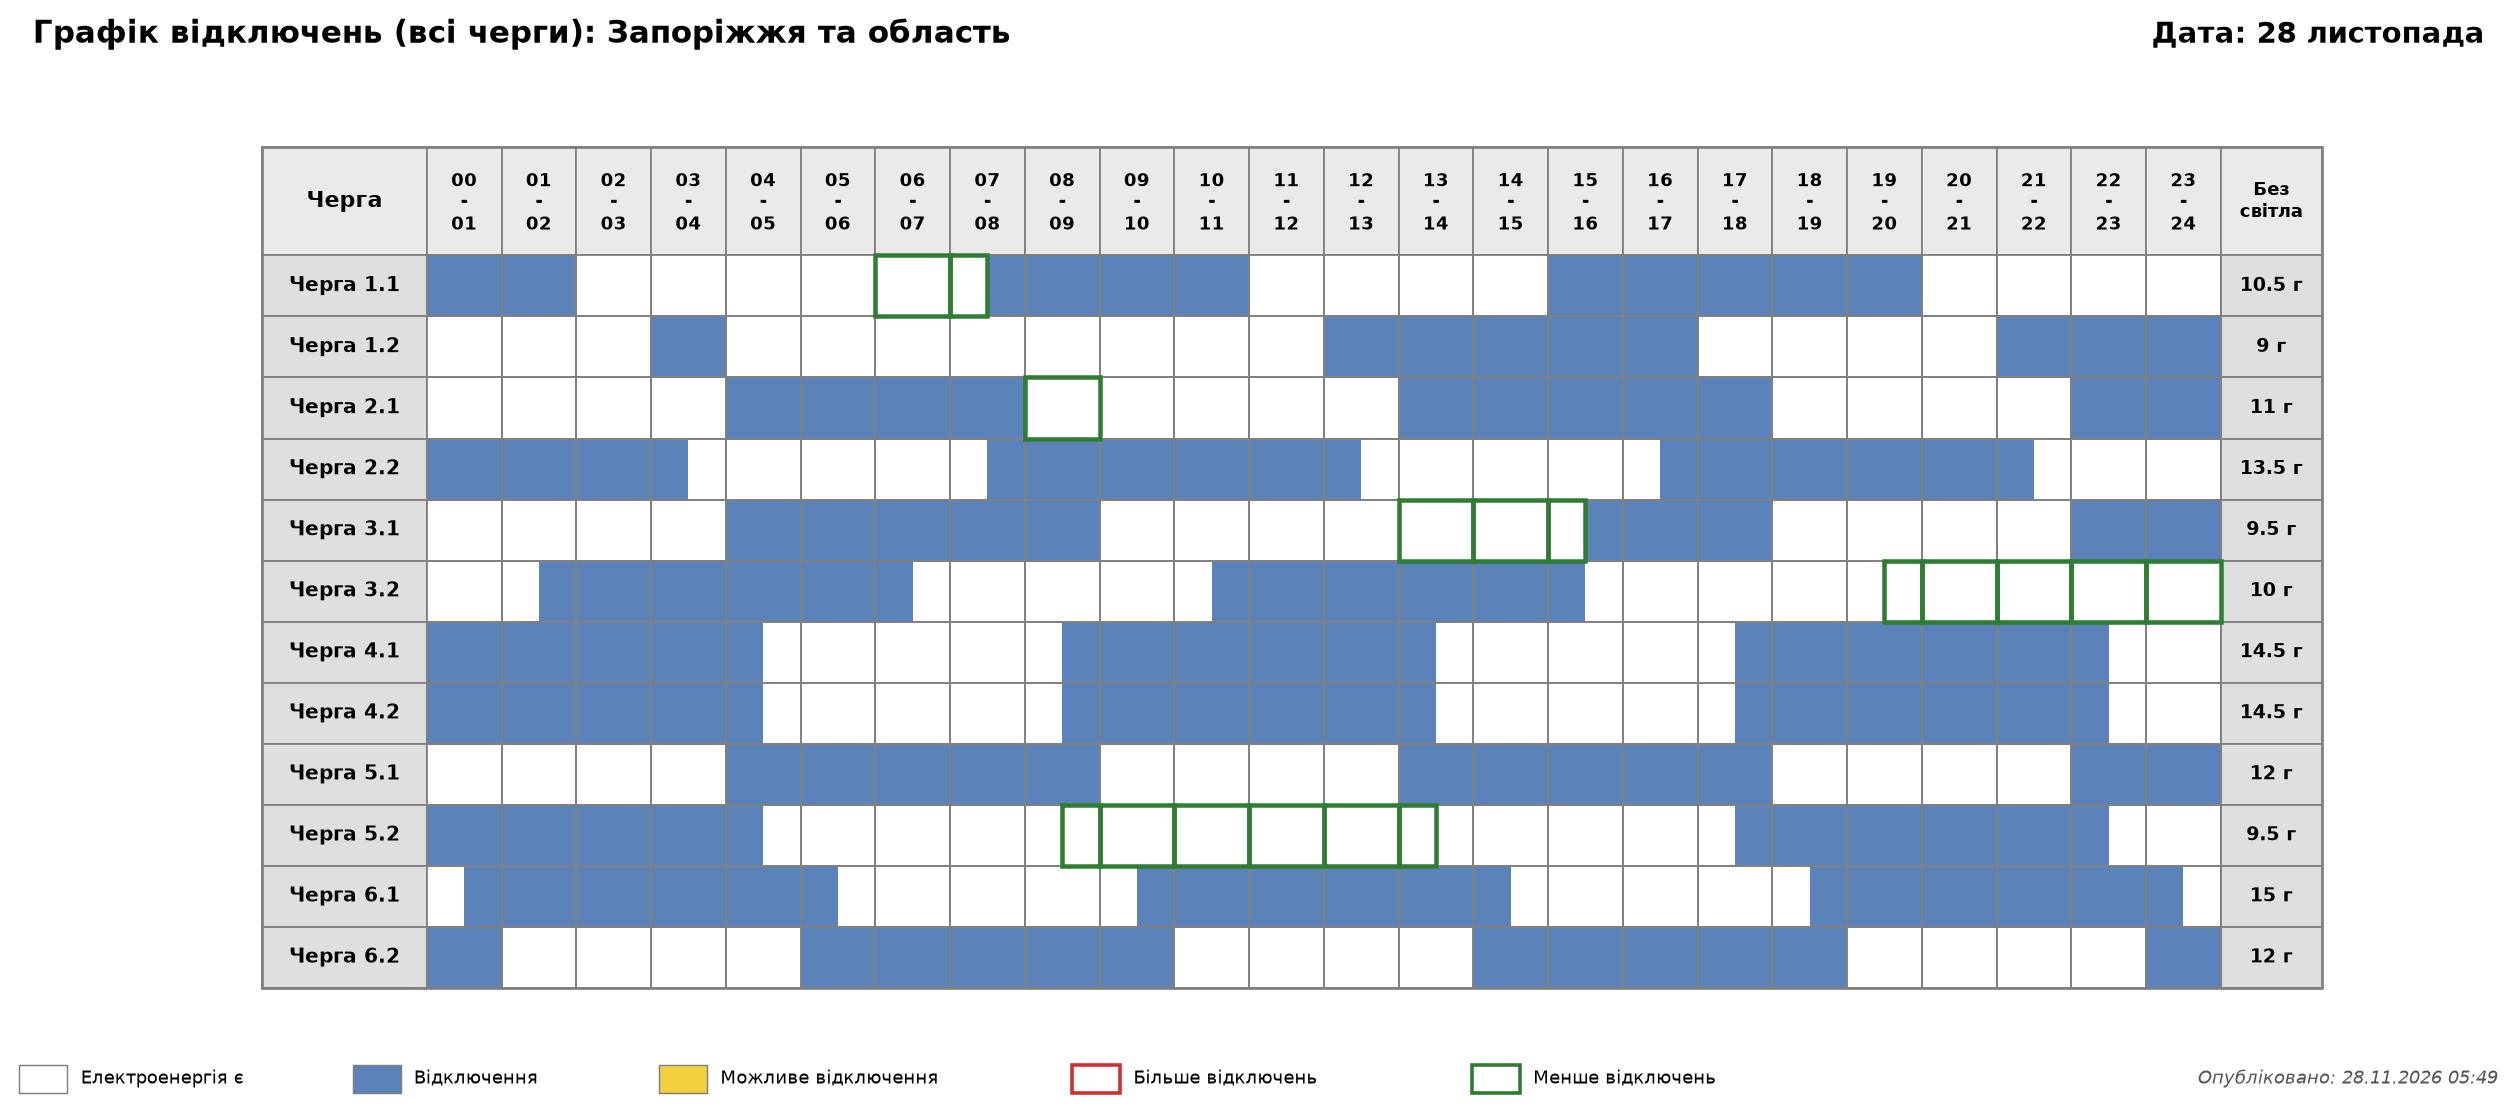 Графік відключень (всі черги): Запоріжжя та область
Дата: 28 листопада
Черга 00 - 01 01 - 02 02 - 03 03 - 04 04 - 05 05 - 06 06 - 07 07 - 08 08 - 09 09 - 10 10 - 11 11 - 12 12 - 13 13 - 14 14 - 15 15 - 16 16 - 17 17 - 18 18 - 19 19 - 20 20 - 21 21 - 22 22 - 23 23 - 24 Без світла
Черга 1.1 10.5 г
Черга 1.2 9 г
Черга 2.1 11 г
Черга 2.2 13.5 г
Черга 3.1 9.5 г
Черга 3.2 10 г
Черга 4.1 14.5 г
Черга 4.2 14.5 г
Черга 5.1 12 г
Черга 5.2 9.5 г
Черга 6.1 15 г
Черга 6.2 12 г
Електроенергія є
Відключення
Можливе відключення
Більше відключень
Менше відключень
Опубліковано: 28.11.2026 05:49